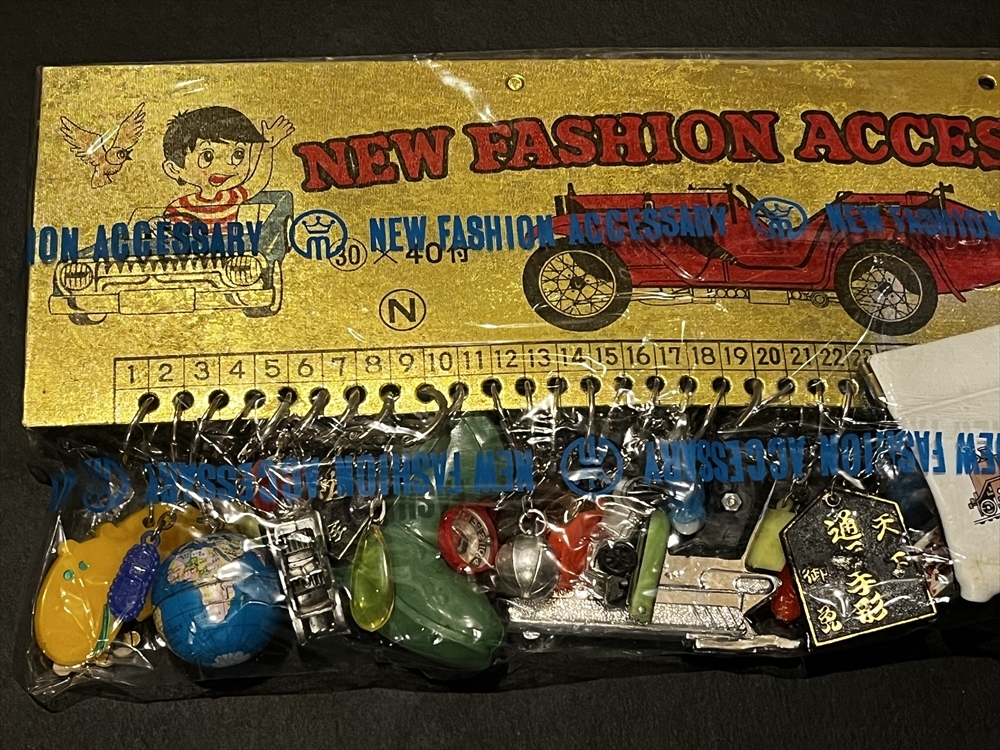 NEW FASHION ACCES
ION ACCESSARY m NEW FASHION ACCESSARY m NEW FASHION
㉚×40付
Ⓝ
1 2 3 4 5 6 7 8 9 10 11 12 13 14 15 16 17 18 19 20 21 22 23
NEW FASHION ACCESSARY m NEW FASHION ACCESSARY m
天下
御免
通行手形